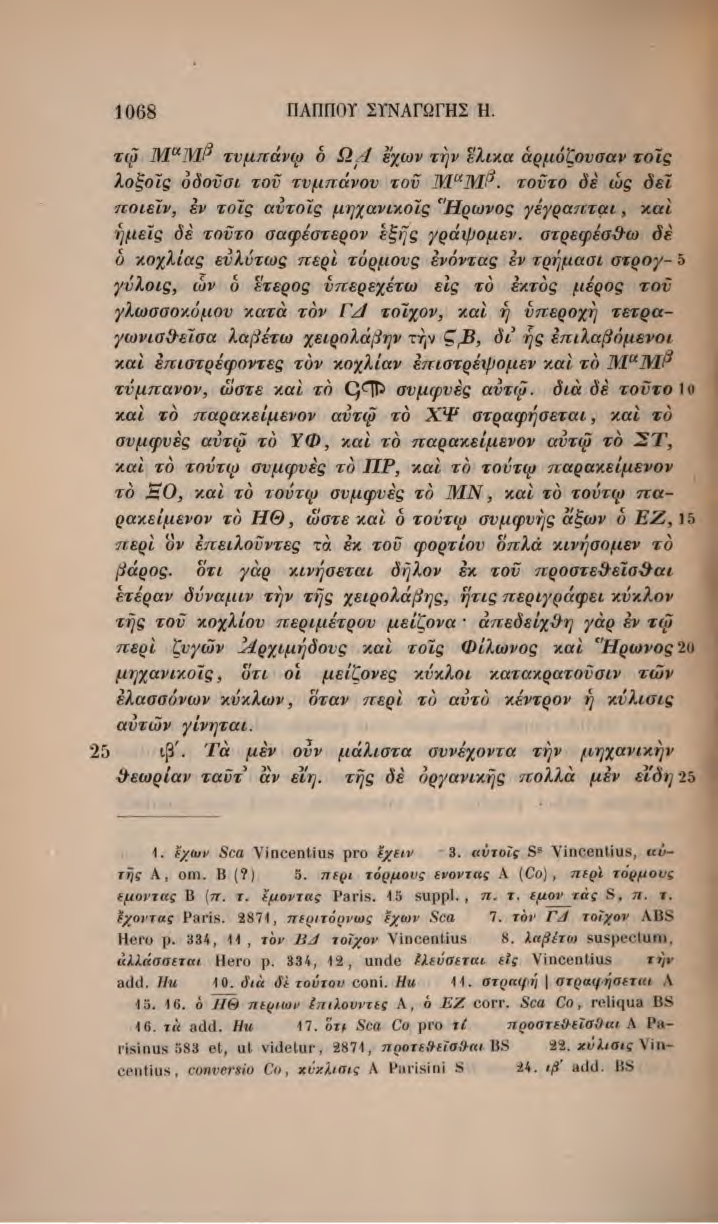 1068 ΠΑΠΠΟΥ ΣΥΝΑΓΩΓΗΣ Η.
τῷ ΜᵅΜᵝ τυμπάνῳ ὁ Ω͵Δ ἔχων τὴν ἕλικα ἁρμόζουσαν τοῖς
λοξοῖς ὀδοῦσι τοῦ τυμπάνου τοῦ ΜᵅΜᵝ. τοῦτο δὲ ὡς δεῖ
ποιεῖν, ἐν τοῖς αὐτοῖς μηχανικοῖς Ἥρωνος γέγραπται, καὶ
ἡμεῖς δὲ τοῦτο σαφέστερον ἑξῆς γράψομεν. στρεφέσθω δὲ
ὁ κοχλίας εὐλύτως περὶ τόρμους ἐνόντας ἐν τρήμασι στρογ- 5
γύλοις, ὧν ὁ ἕτερος ὑπερεχέτω εἰς τὸ ἐκτὸς μέρος τοῦ
γλωσσοκόμου κατὰ τὸν ΓΔ τοῖχον, καὶ ἡ ὑπεροχὴ τετρα-
γωνισθεῖσα λαβέτω χειρολάβην τὴν Ϛ͵Β, δι’ ἧς ἐπιλαβόμενοι
καὶ ἐπιστρέφοντες τὸν κοχλίαν ἐπιστρέψομεν καὶ τὸ ΜᵅΜᵝ
τύμπανον, ὥστε καὶ τὸ ϘϠ συμφυὲς αὐτῷ. διὰ δὲ τοῦτο 10
καὶ τὸ παρακείμενον αὐτῷ τὸ ΧΨ στραφήσεται, καὶ τὸ
συμφυὲς αὐτῷ τὸ ΥΦ, καὶ τὸ παρακείμενον αὐτῷ τὸ ΣΤ,
καὶ τὸ τούτῳ συμφυὲς τὸ ΠΡ, καὶ τὸ τούτῳ παρακείμενον
τὸ ΞΟ, καὶ τὸ τούτῳ συμφυὲς τὸ ΜΝ, καὶ τὸ τούτῳ πα-
ρακείμενον τὸ ΗΘ, ὥστε καὶ ὁ τούτῳ συμφυὴς ἄξων ὁ ΕΖ, 15
περὶ ὃν ἐπειλοῦντες τὰ ἐκ τοῦ φορτίου ὅπλὰ κινήσομεν τὸ
βάρος. ὅτι γὰρ κινήσεται δῆλον ἐκ τοῦ προστεθεῖσθαι
ἑτέραν δύναμιν τὴν τῆς χειρολάβης, ἥτις περιγράφει κύκλον
τῆς τοῦ κοχλίου περιμέτρου μείζονα· ἀπεδείχθη γὰρ ἐν τῷ
περὶ ζυγῶν Ἀρχιμήδους καὶ τοῖς Φίλωνος καὶ Ἥρωνος 20
μηχανικοῖς, ὅτι οἱ μείζονες κύκλοι κατακρατοῦσιν τῶν
ἐλασσόνων κύκλων, ὅταν περὶ τὸ αὐτὸ κέντρον ἡ κύλισις
αὐτῶν γίνηται.
25 ιβ΄. Τὰ μὲν οὖν μάλιστα συνέχοντα τὴν μηχανικὴν
θεωρίαν ταῦτ’ ἂν εἴη. τῆς δὲ ὀργανικῆς πολλὰ μὲν εἴδη 25
1. ἔχων Sca Vincentius pro ἔχειν 3. αὐτοῖς Sˢ Vincentius, αὐ-
τῆς A, om. B (?) 5. περι τόρμους ενοντας A (Co), περὶ τόρμους
εμοντας B (π. τ. ἔμοντας Paris. 45 suppl., π. τ. εμον τὰς S, π. τ.
ἔχοντας Paris. 2871, περιτόρνως ἔχων Sca 7. τὸν ΓΔ τοῖχον ABS
Hero p. 334, 11, τὸν ΒΔ τοῖχον Vincentius 8. λαβέτω suspectum,
ἀλλάσσεται Hero p. 334, 12, unde ἐλεύσεται εἰς Vincentius τὴν
add. Hu 10. διὰ δὲ τούτου coni. Hu 11. στραφή | στραφήσεται A
15. 16. ὁ ΗΘ περιων ἐπιλουντες A, ὁ ΕΖ corr. Sca Co, reliqua BS
16. τὰ add. Hu 17. ὅτι Sca Co pro τί προστεθεῖσθαι A Pa-
risinus 583 et, ut videtur, 2871, προτεθεῖσθαι BS 22. κύλισις Vin-
centius, conversio Co, κύκλισις A Parisini S 24. ιβ΄ add. BS